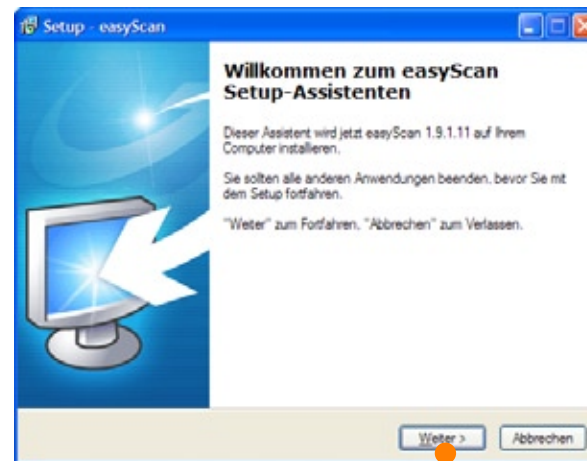 Setup - easyScan
Willkommen zum easyScan
Setup-Assistenten
Dieser Assistent wird jetzt easyScan 1.9.1.11 auf Ihrem
Computer installieren.
Sie sollten alle anderen Anwendungen beenden, bevor Sie mit
dem Setup fortfahren.
"Weiter" zum Fortfahren, "Abbrechen" zum Verlassen.
Weiter >
Abbrechen